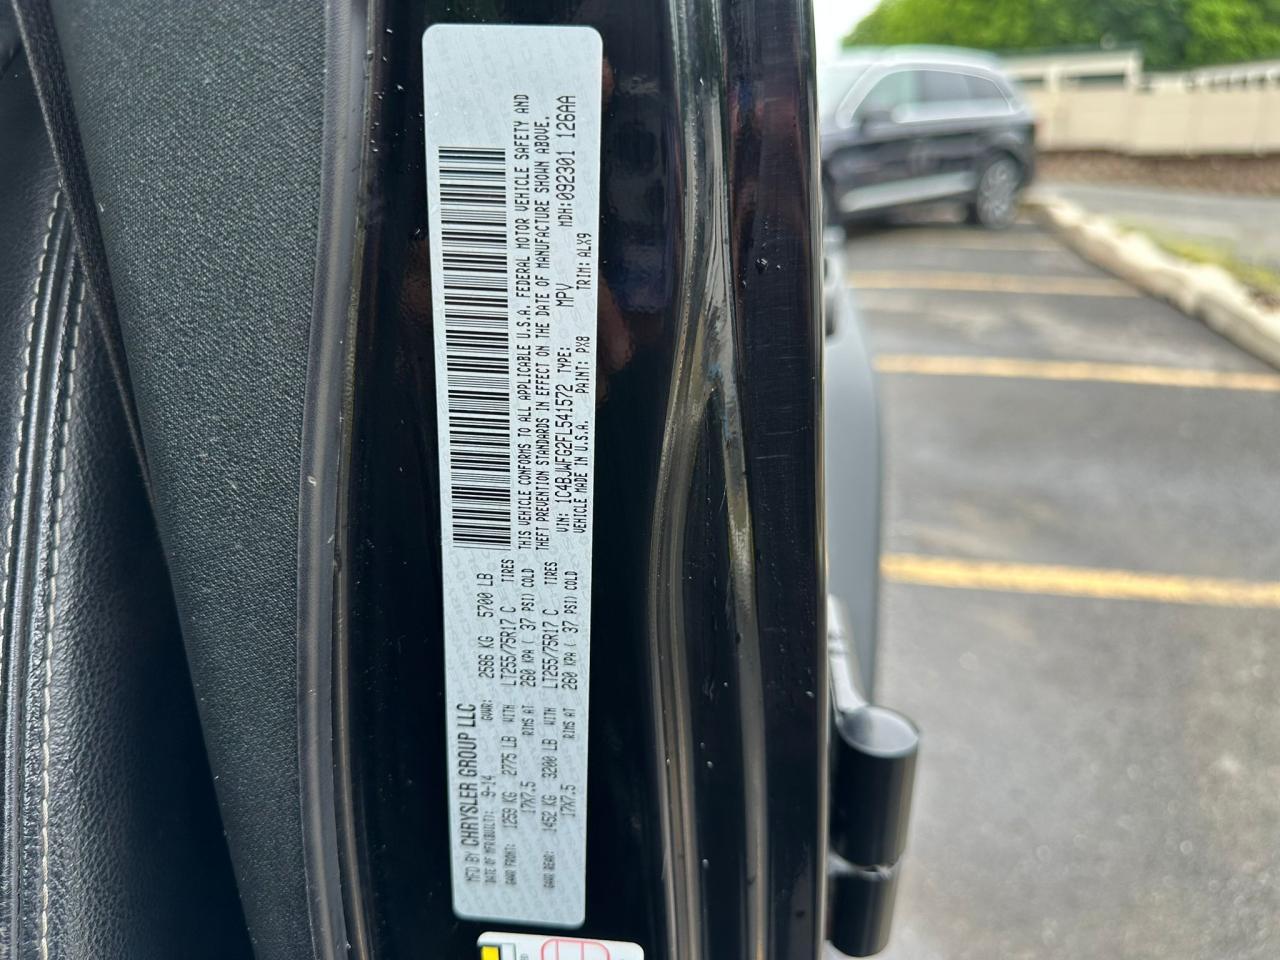 MFD BY CHRYSLER GROUP LLC
DATE OF MFR(BUILT): 9-14 GVWR: 2586 KG 5700 LB
GAWR FRONT: 1259 KG 2775 LB WITH LT255/75R17 C TIRES
17X7.5 RIMS AT 260 KPA ( 37 PSI) COLD
GAWR REAR: 1452 KG 3200 LB WITH LT255/75R17 C TIRES
17X7.5 RIMS AT 260 KPA ( 37 PSI) COLD
THIS VEHICLE CONFORMS TO ALL APPLICABLE U.S.A. FEDERAL MOTOR VEHICLE SAFETY AND
THEFT PREVENTION STANDARDS IN EFFECT ON THE DATE OF MANUFACTURE SHOWN ABOVE.
VIN: 1C4BJWFG2FL541572 TYPE: MPV MDH:092301 126AA
VEHICLE MADE IN U.S.A. PAINT: PX8 TRIM: ALX9